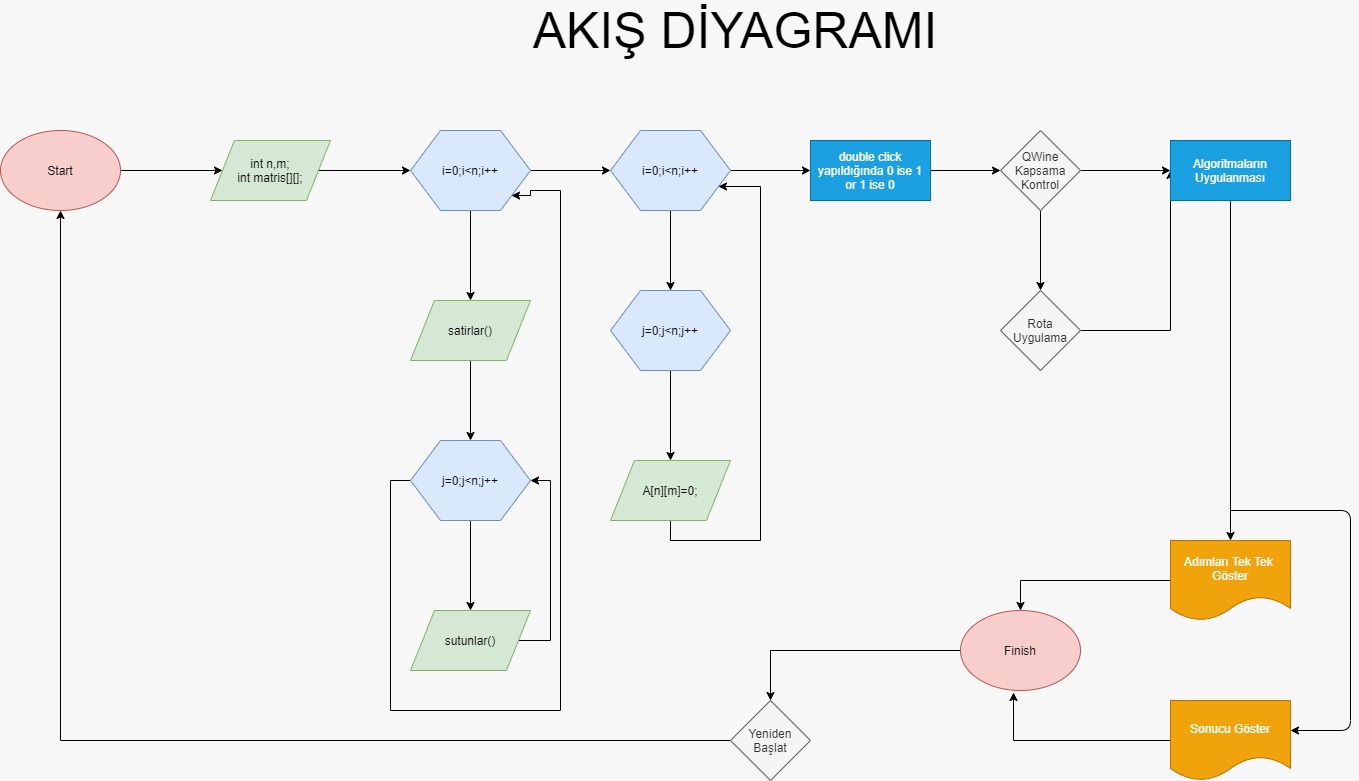 AKIŞ DİYAGRAMI
Start
int n,m;
int matris[][];
i=0;i<n;i++
i=0;i<n;i++
double click
yapıldığında 0 ise 1
or 1 ise 0
QWine
Kapsama
Kontrol
Algoritmaların
Uygulanması
satirlar()
j=0;j<n;j++
Rota
Uygulama
j=0;j<n;j++
A[n][m]=0;
sutunlar()
Adımları Tek Tek
Göster
Finish
Yeniden
Başlat
Sonucu Göster